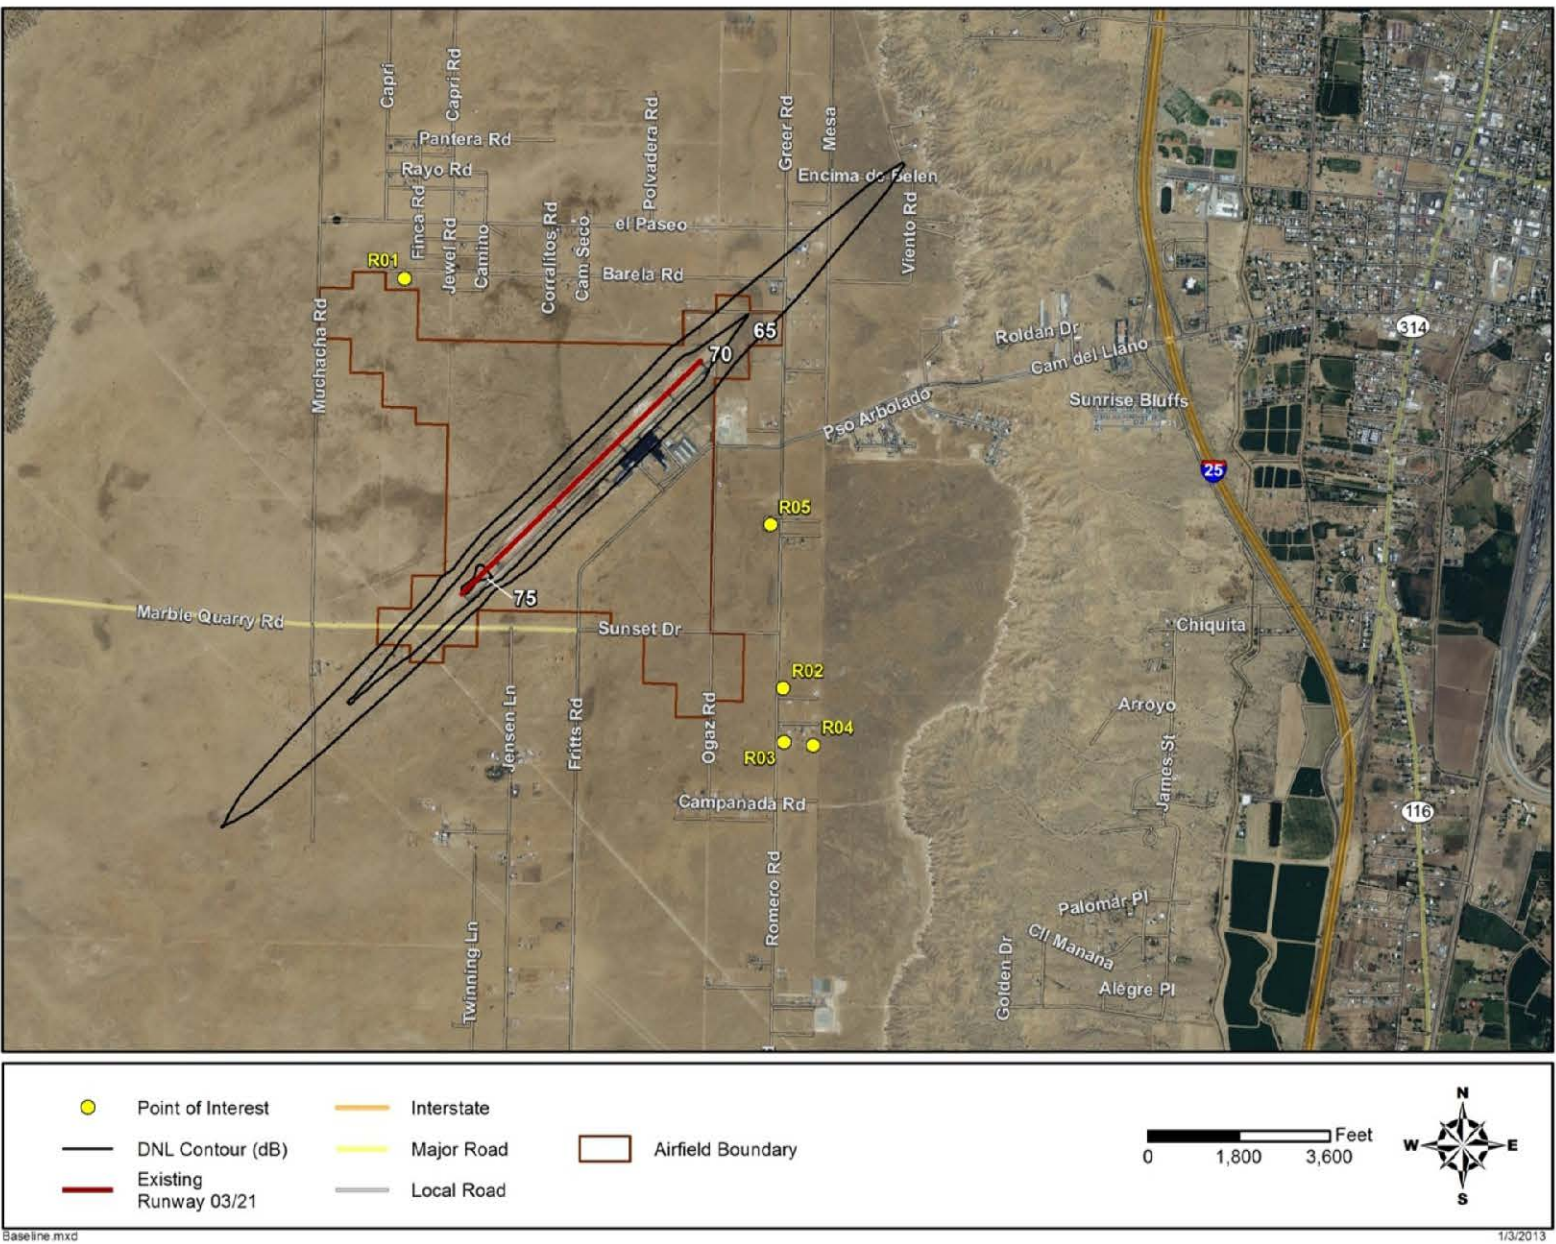 Capri
Capri Rd
Pantera Rd
Rayo Rd
Finca Rd
Jewel Rd
Camino
Corralitos Rd
Cam Seco
Polvadera Rd
el Paseo
Barela Rd
Greer Rd
Mesa
Encima de Belen
Viento Rd
R01
Muchacha Rd
65
70
75
Roldan Dr
Cam del Llano
314
Pso Arbolado
Sunrise Bluffs
25
R05
Marble Quarry Rd
Sunset Dr
Chiquita
R02
R03
R04
Arroyo
Jensen Ln
Fritts Rd
Ogaz Rd
James St
Campanada Rd
116
Romero Rd
Twinning Ln
Palomar Pl
Cll Manana
Golden Dr
Alegre Pl
Point of Interest
DNL Contour (dB)
Existing
Runway 03/21
Interstate
Major Road
Local Road
Airfield Boundary
Feet
0 1,800 3,600
N
W E
S
Baseline.mxd
1/3/2013